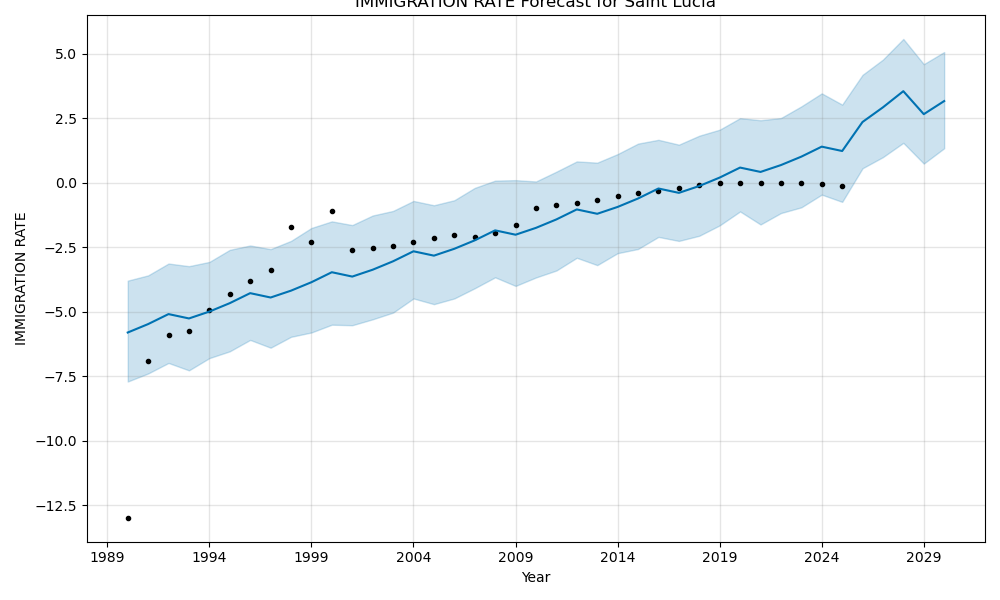 IMMIGRATION RATE Forecast for Saint Lucia
5.0
2.5
0.0
−2.5
−5.0
−7.5
−10.0
−12.5
IMMIGRATION RATE
1989 1994 1999 2004 2009 2014 2019 2024 2029
Year